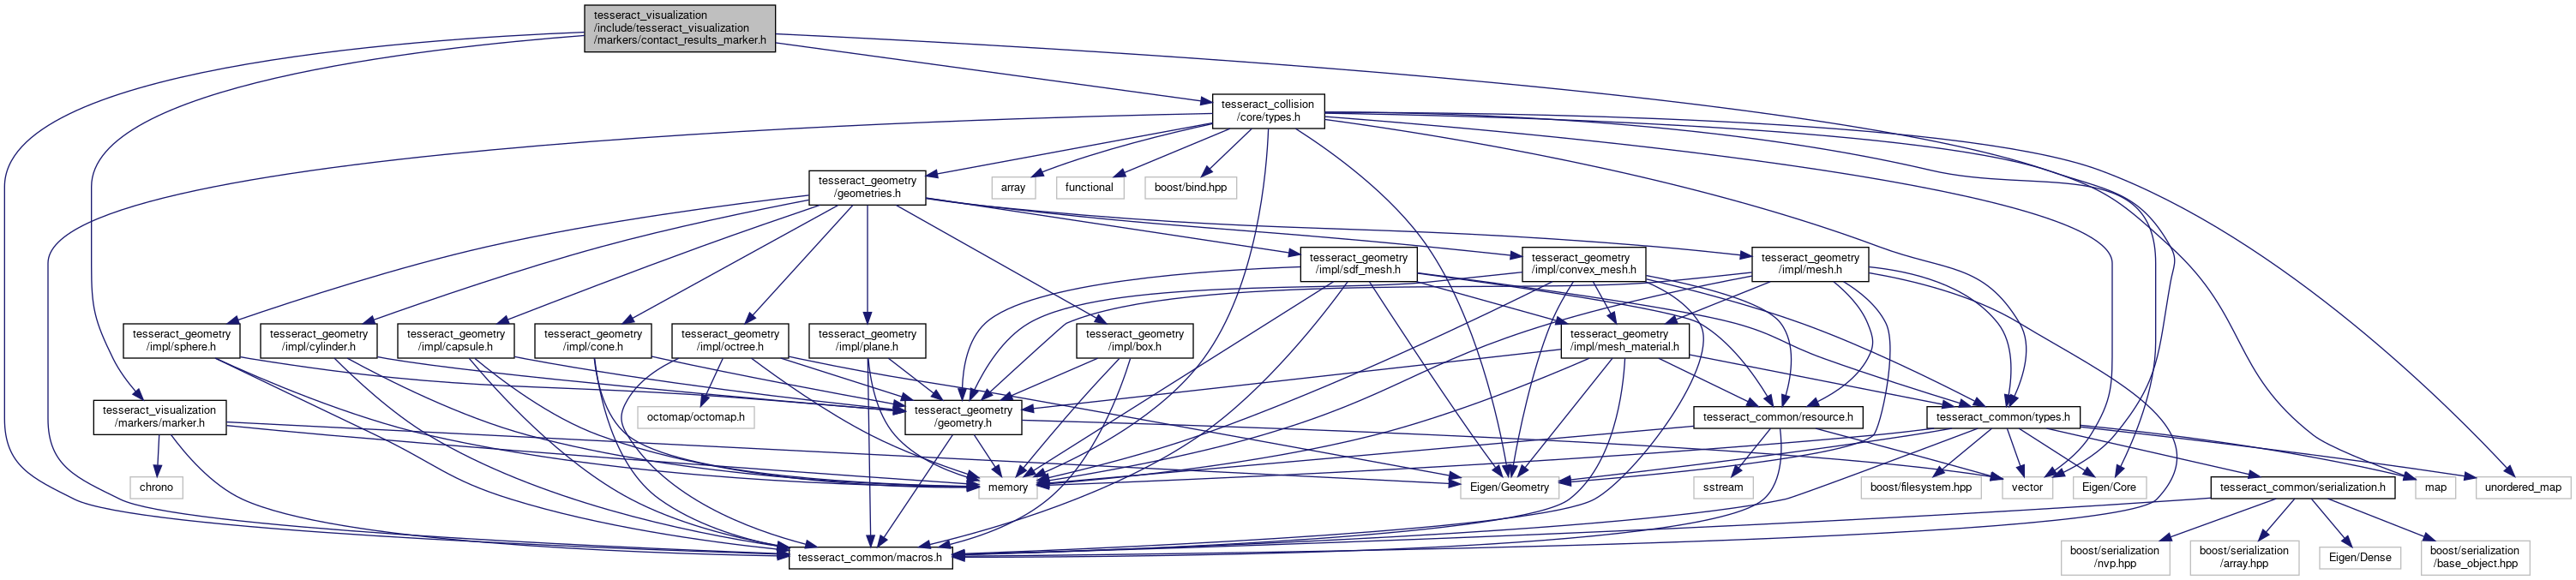 tesseract_visualization
/include/tesseract_visualization
/markers/contact_results_marker.h
tesseract_collision
/core/types.h
tesseract_geometry
/geometries.h
array
functional
boost/bind.hpp
tesseract_geometry
/impl/sdf_mesh.h
tesseract_geometry
/impl/convex_mesh.h
tesseract_geometry
/impl/mesh.h
tesseract_geometry
/impl/sphere.h
tesseract_geometry
/impl/cylinder.h
tesseract_geometry
/impl/capsule.h
tesseract_geometry
/impl/cone.h
tesseract_geometry
/impl/octree.h
tesseract_geometry
/impl/plane.h
tesseract_geometry
/impl/box.h
tesseract_geometry
/impl/mesh_material.h
tesseract_visualization
/markers/marker.h
octomap/octomap.h
tesseract_geometry
/geometry.h
tesseract_common/resource.h
tesseract_common/types.h
chrono
memory
Eigen/Geometry
sstream
boost/filesystem.hpp
vector
Eigen/Core
tesseract_common/serialization.h
map
unordered_map
tesseract_common/macros.h
boost/serialization
/nvp.hpp
boost/serialization
/array.hpp
Eigen/Dense
boost/serialization
/base_object.hpp